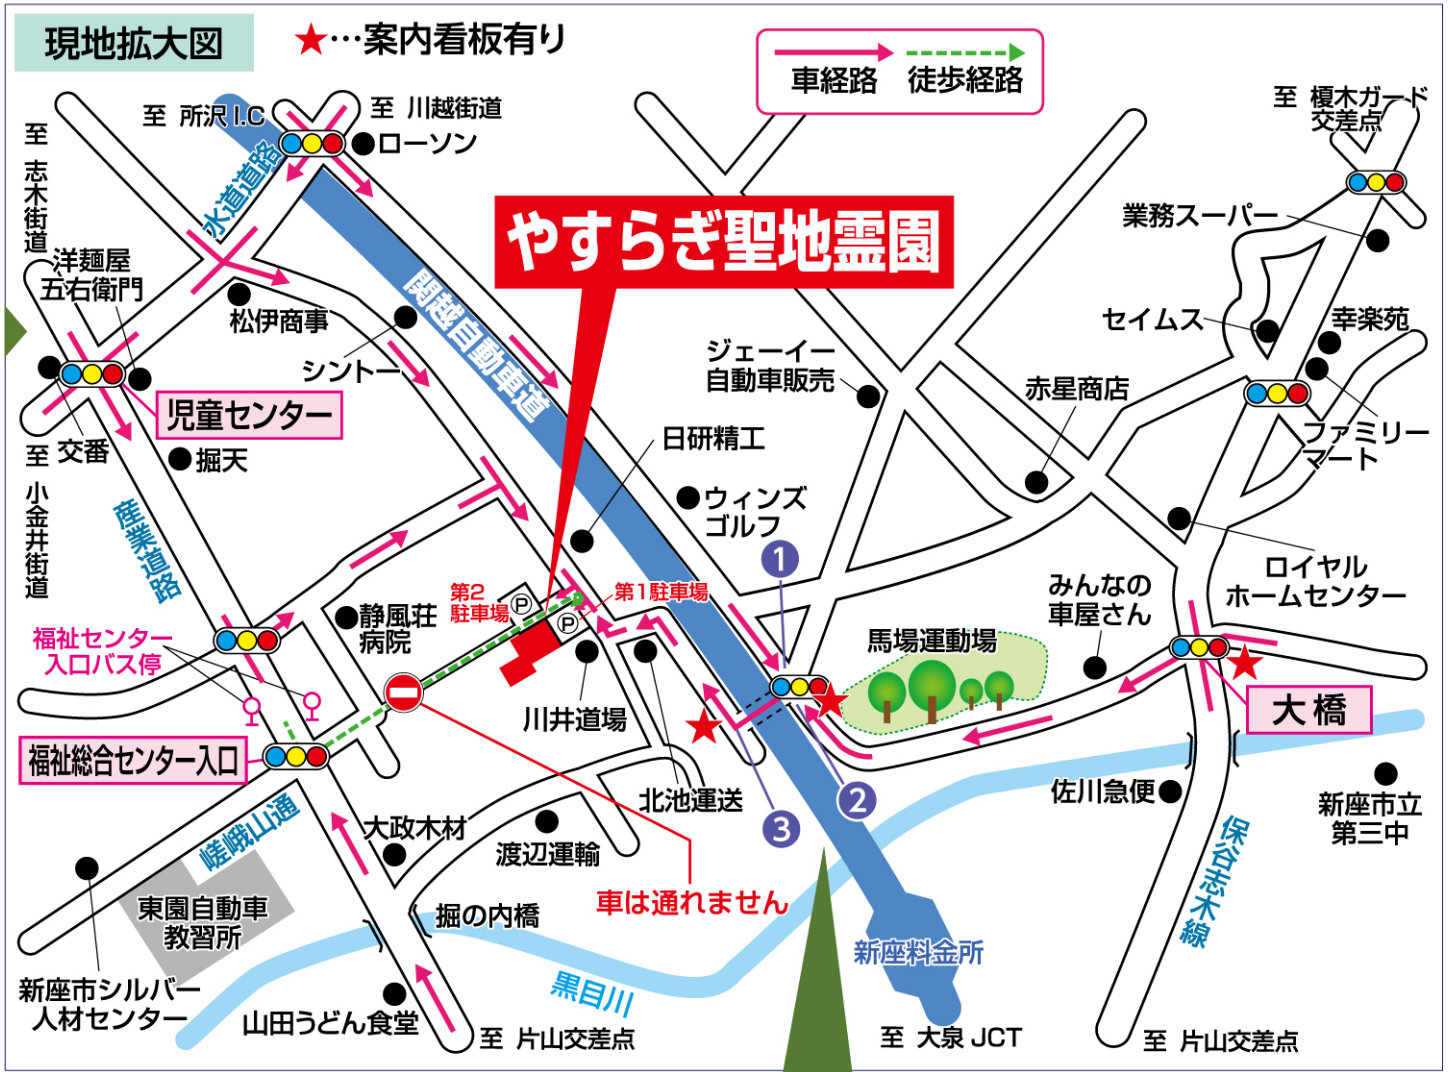 現地拡大図
★…案内看板有り
車経路
徒歩経路
至 所沢I.C
至 川越街道
ローソン
至 志木街道
水道道路
洋麺屋
五右衛門
松伊商事
シントー
関越自動車道
やすらぎ聖地霊園
至 榎木ガード
交差点
業務スーパー
セイムス
幸楽苑
ファミリー
マート
ジェーイー
自動車販売
赤星商店
児童センター
交番
掘天
至 小金井街道
産業道路
日研精工
ウィンズ
ゴルフ
1
ロイヤル
ホームセンター
みんなの
車屋さん
馬場運動場
第2
駐車場
P
第1駐車場
P
静風荘
病院
福祉センター
入口バス停
川井道場
大橋
福祉総合センター入口
北池運送
2
3
佐川急便
新座市立
第三中
嵯峨山通
大政木材
渡辺運輸
車は通れません
保谷志木線
東園自動車
教習所
掘の内橋
新座料金所
新座市シルバー
人材センター
黒目川
山田うどん食堂
至 片山交差点
至 大泉JCT
至 片山交差点